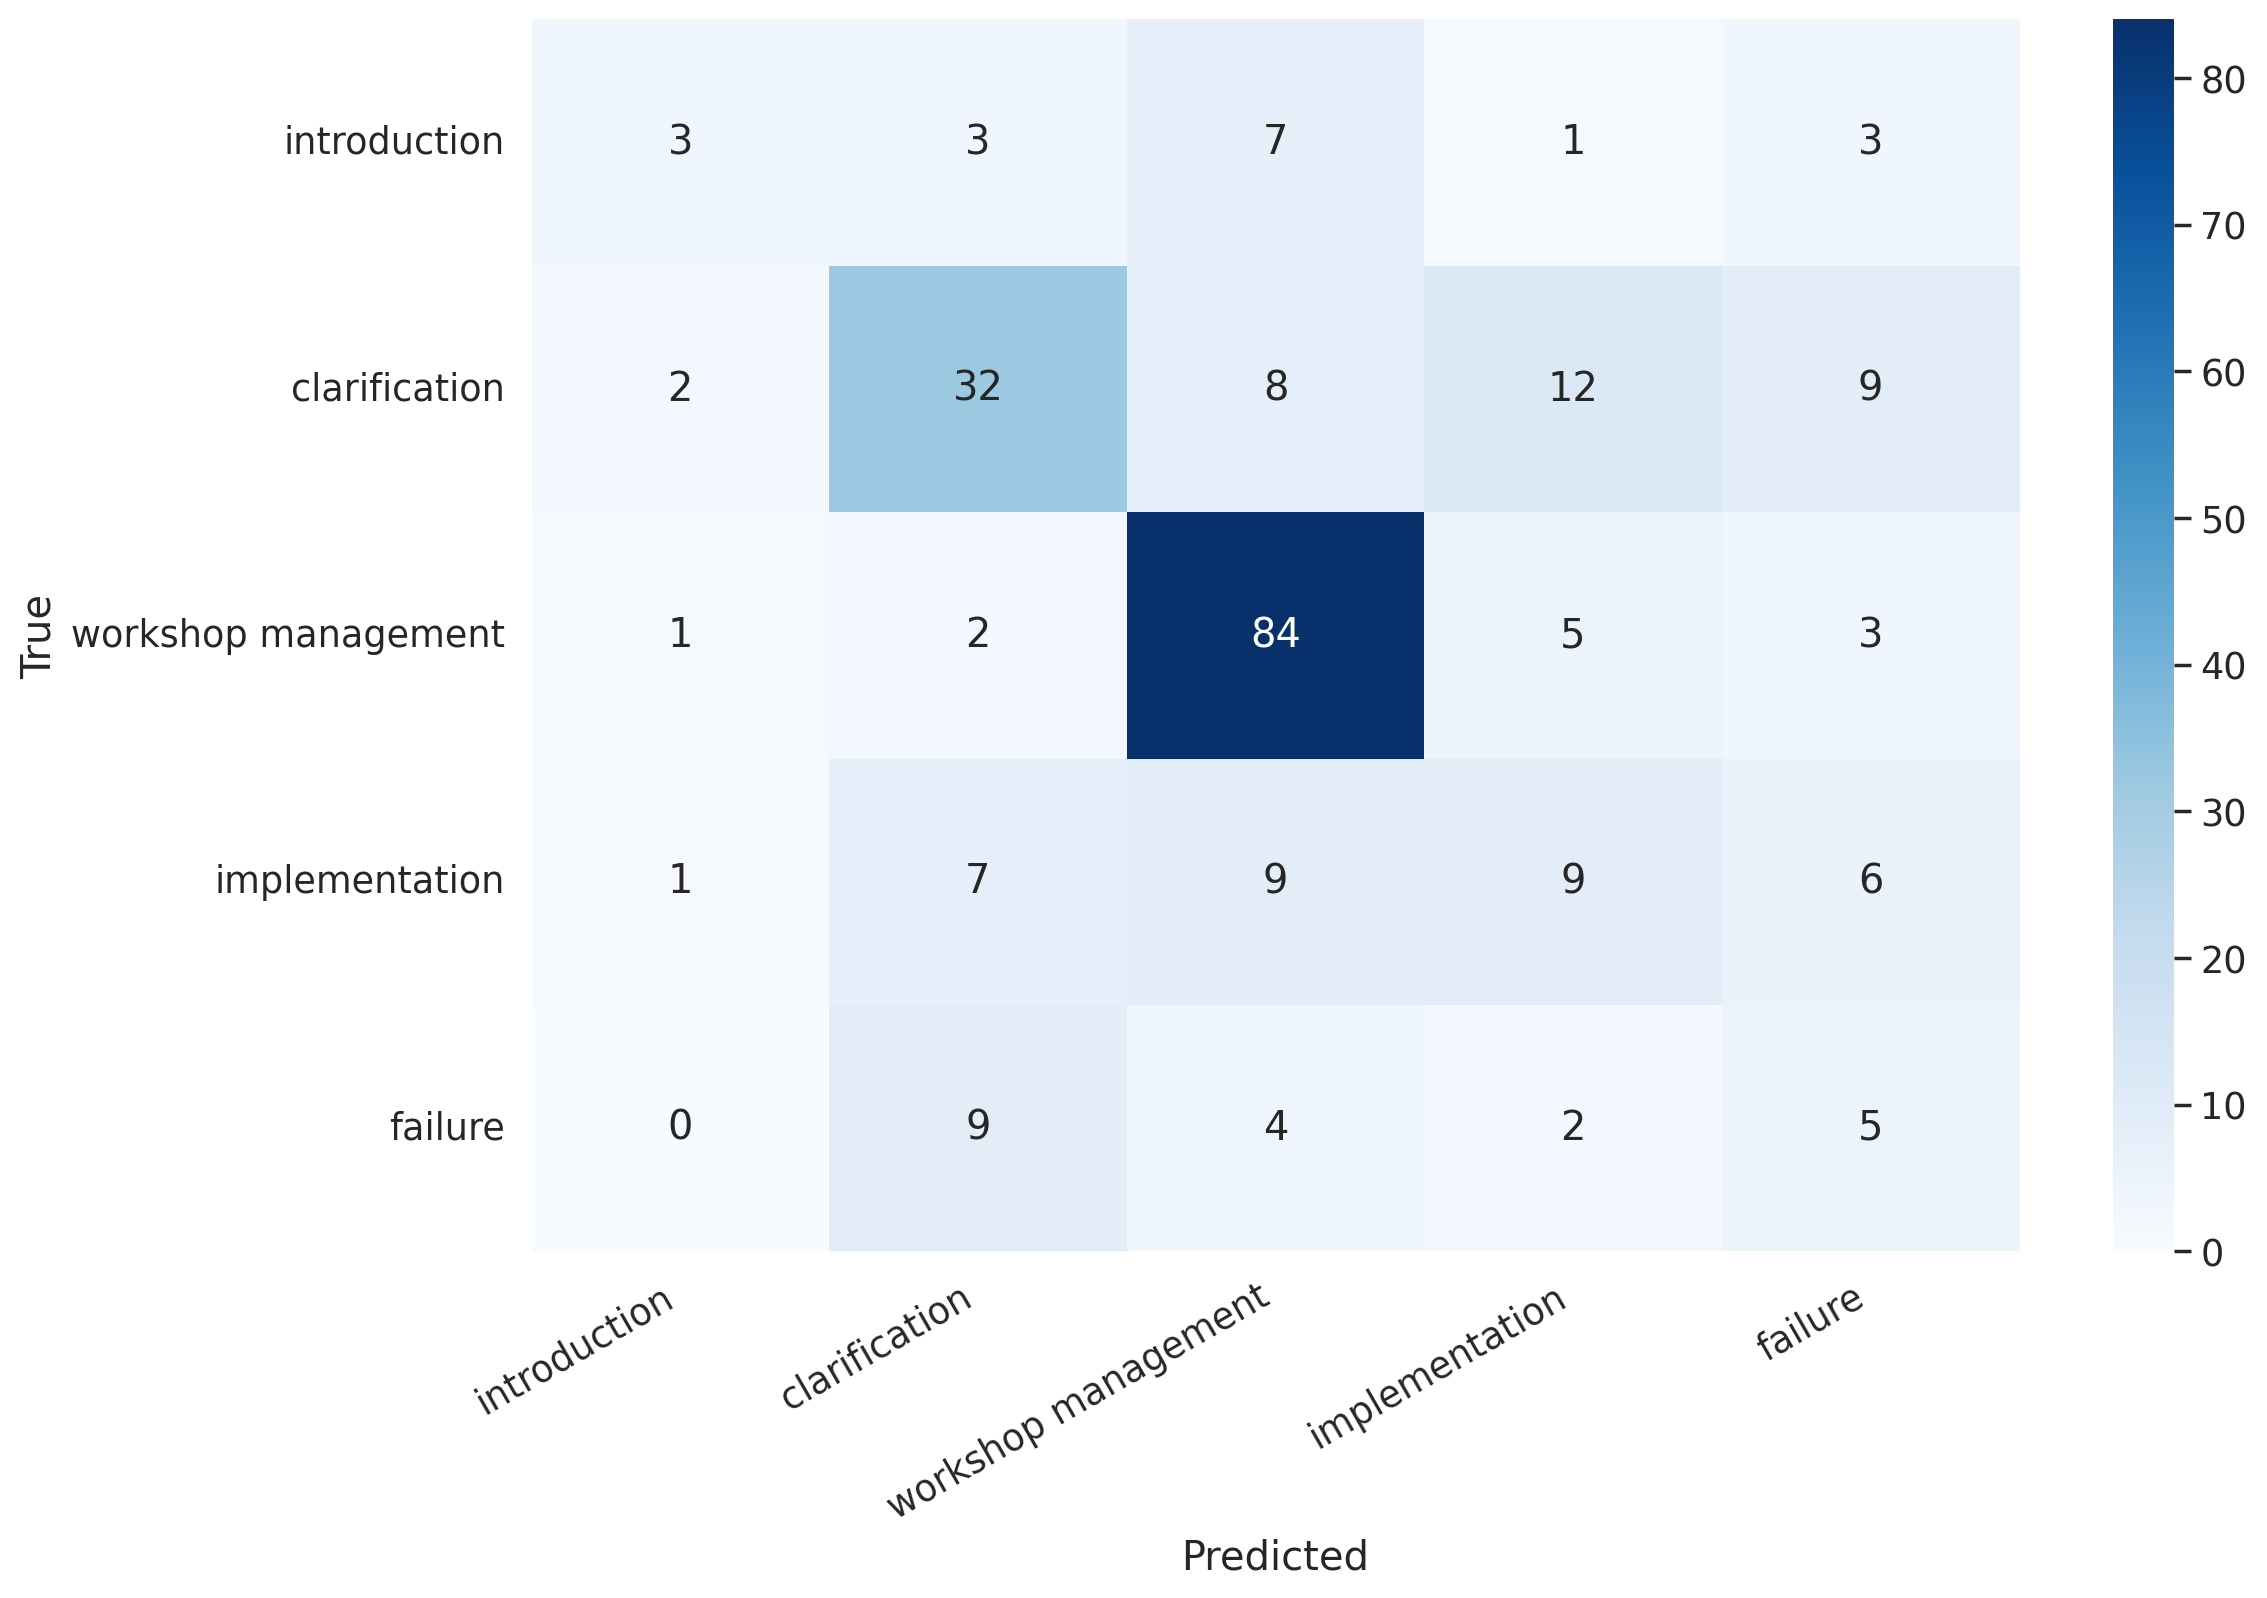 introduction 3 3 7 1 3
clarification 2 32 8 12 9
workshop management 1 2 84 5 3
implementation 1 7 9 9 6
failure 0 9 4 2 5
True
introduction
clarification
workshop management
implementation
failure
Predicted
80
70
60
50
40
30
20
10
0